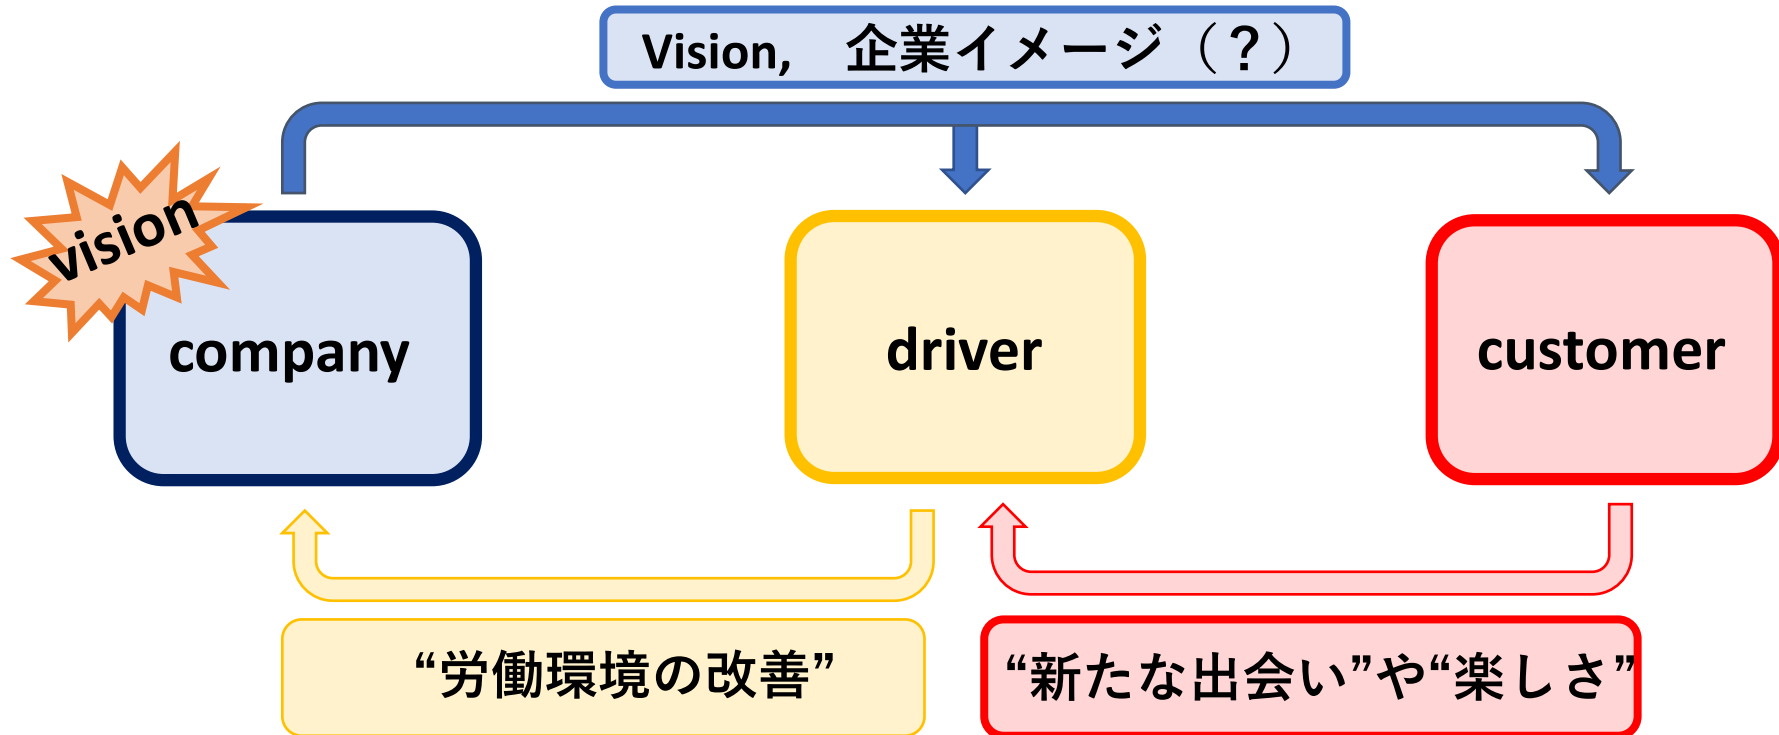 Vision,　企業イメージ（？）
vision
company
driver
customer
“労働環境の改善”
“新たな出会い”や“楽しさ”